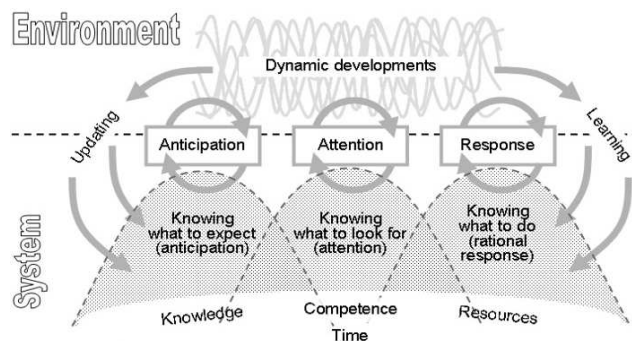 Environment
Dynamic developments
Updating
Learning
Anticipation
Attention
Response
Knowing
what to expect
(anticipation)
Knowing
what to look for
(attention)
Knowing
what to do
(rational
response)
System
Knowledge
Competence
Resources
Time